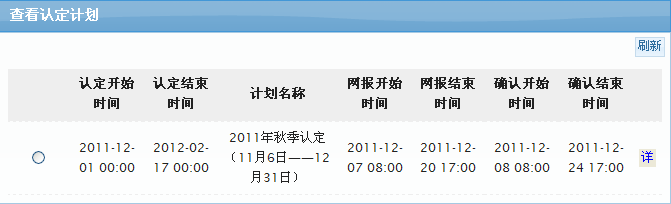 查看认定计划
刷新
认定开始时间 认定结束时间 计划名称 网报开始时间 网报结束时间 确认开始时间 确认结束时间
2011-12-01 00:00 2012-02-17 00:00 2011年秋季认定（11月6日——12月31日） 2011-12-07 08:00 2011-12-20 17:00 2011-12-08 08:00 2011-12-24 17:00 详